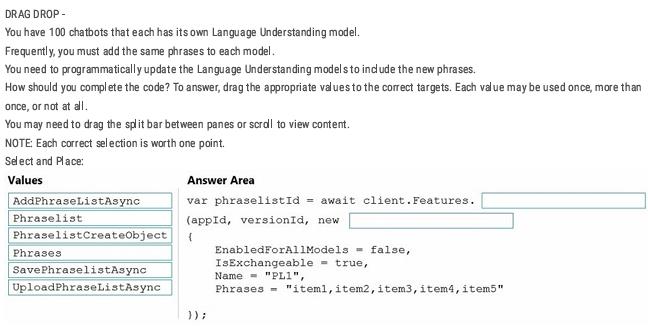 DRAG DROP -
You have 100 chatbots that each has its own Language Understanding model.
Frequently, you must add the same phrases to each model.
You need to programmatically update the Language Understanding models to include the new phrases.
How should you complete the code? To answer, drag the appropriate values to the correct targets. Each value may be used once, more than
once, or not at all.
You may need to drag the split bar between panes or scroll to view content.
NOTE: Each correct selection is worth one point.
Select and Place:
Values
AddPhraseListAsync
Phraselist
PhraselistCreateObject
Phrases
SavePhraselistAsync
UploadPhraseListAsync
Answer Area
var phraselistId = await client.Features.
(appId, versionId, new
{
EnabledForAllModels = false,
IsExchangeable = true,
Name = "PL1",
Phrases = "item1,item2,item3,item4,item5"
});